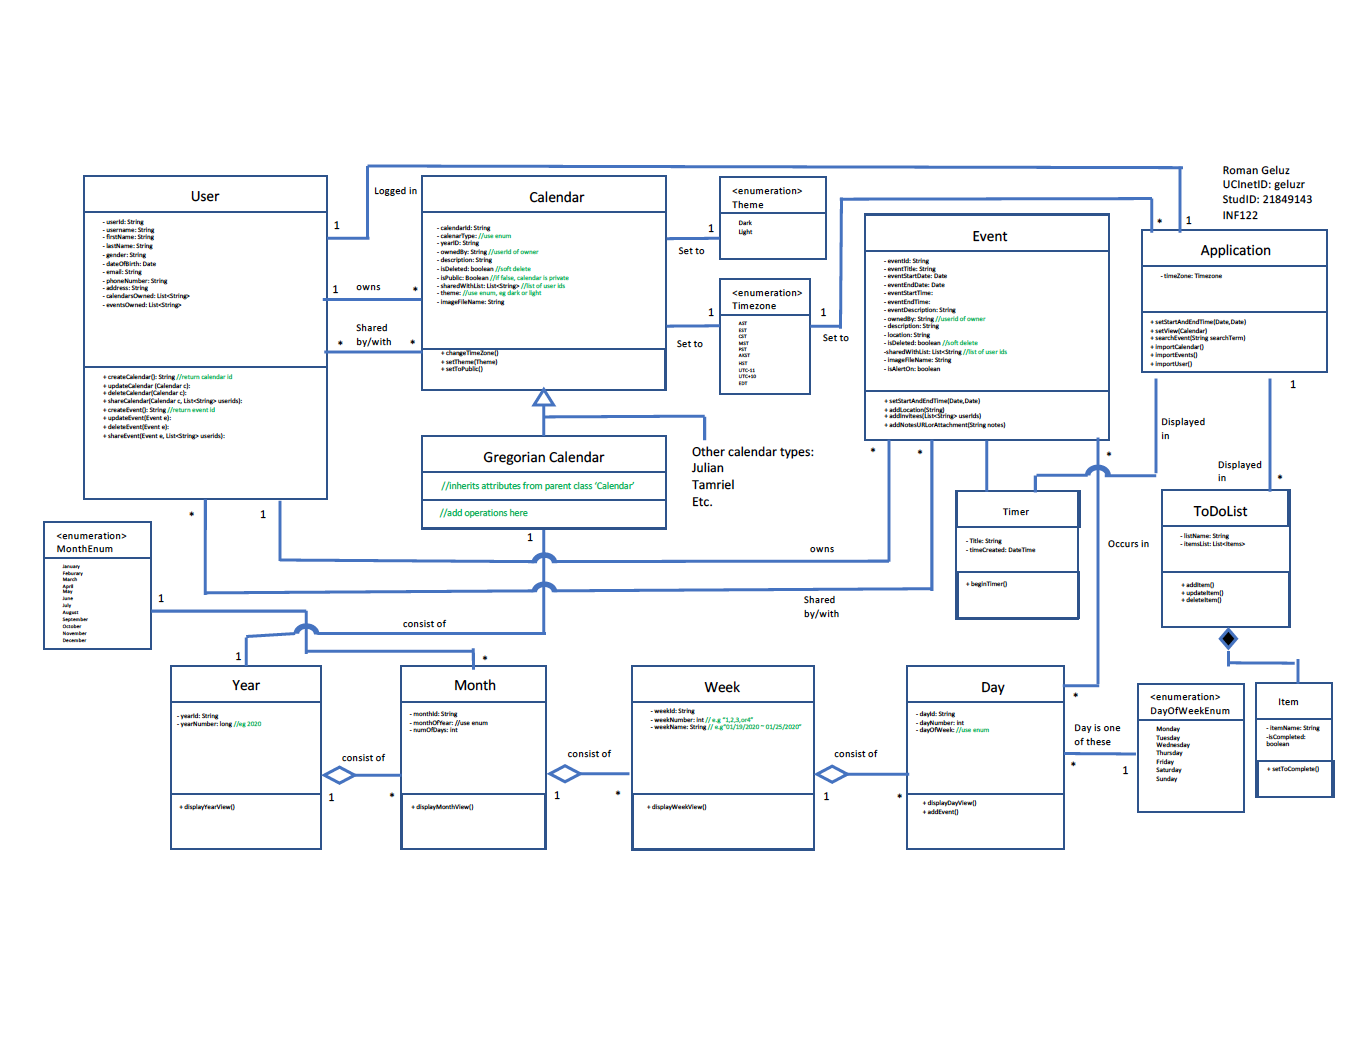 Roman Geluz
UCInetID: geluzr
StudID: 21849143
INF122
User
- userId: String
- username: String
- firstName: String
- lastName: String
- gender: String
- dateOfBirth: Date
- email: String
- phoneNumber: String
- address: String
- calendarsOwned: List<String>
- eventsOwned: List<String>
+ createCalendar(): String //return calendar id
+ updateCalendar (Calendar c):
+ deleteCalendar(Calendar c):
+ shareCalendar(Calendar c, List<String> userids):
+ createEvent(): String //return event id
+ updateEvent(Event e):
+ deleteEvent(Event e):
+ shareEvent(Event e, List<String> userids):
Logged in
1
1
1
owns
*
Shared
by/with
*
*
Calendar
- calendarId: String
- calenarType: //use enum
- yearID: String
- ownedBy: String //userId of owner
- description: String
- isDeleted: boolean //soft delete
- isPublic: Boolean //if false, calendar is private
- sharedWithList: List<String> //list of user ids
- theme: //use enum, eg dark or light
- imageFileName: String
+ changeTimeZone()
+ setTheme(Theme)
+ setToPublic()
1
Set to
<enumeration>
Theme
Dark
Light
1
Set to
<enumeration>
Timezone
AST
EST
CST
MST
PST
AKST
HST
UTC-11
UTC+10
EDT
1
Set to
*
Event
- eventId: String
- eventTitle: String
- eventStartDate: Date
- eventEndDate: Date
- eventStartTime:
- eventEndTime:
- eventDescription: String
- ownedBy: String //userId of owner
- description: String
- location: String
- isDeleted: boolean //soft delete
-sharedWithList: List<String> //list of user ids
- imageFileName: String
- isAlertOn: boolean
+ setStartAndEndTime(Date,Date)
+ addLocation(String)
+ addInvitees(List<String> userids)
+ addNotesURLorAttachment(String notes)
Application
- timeZone: Timezone
+ setStartAndEndTime(Date,Date)
+ setView(Calendar)
+ searchEvent(String searchTerm)
+ importCalendar()
+ importEvents()
+ importUser()
1
Displayed
in
Displayed
in
*
Gregorian Calendar
//inherits attributes from parent class 'Calendar'
//add operations here
1
Other calendar types:
Julian
Tamriel
Etc.
*
1
owns
*
*
Shared
by/with
*
Occurs in
*
Timer
- Title: String
- timeCreated: DateTime
+ beginTimer()
ToDoList
- listName: String
- itemsList: List<Items>
+ addItem()
+ updateItem()
+ deleteItem()
<enumeration>
MonthEnum
January
Feburary
March
April
May
June
July
August
September
October
November
December
1
consist of
1
*
Year
- yearId: String
- yearNumber: long //eg 2020
+ displayYearView()
consist of
1
*
Month
- monthId: String
- monthOfYear: //use enum
- numOfDays: int
+ displayMonthView()
consist of
1
*
Week
- weekId: String
- weekNumber: int // e.g "1,2,3,or4"
- weekName: String // e.g"01/19/2020 ~ 01/25/2020"
+ displayWeekView()
consist of
1
*
Day
- dayId: String
- dayNumber: int
- dayOfWeek: //use enum
+ displayDayView()
+ addEvent()
Day is one
of these
*
1
<enumeration>
DayOfWeekEnum
Monday
Tuesday
Wednesday
Thursday
Friday
Saturday
Sunday
Item
- itemName: String
-isCompleted:
boolean
+ setToComplete()